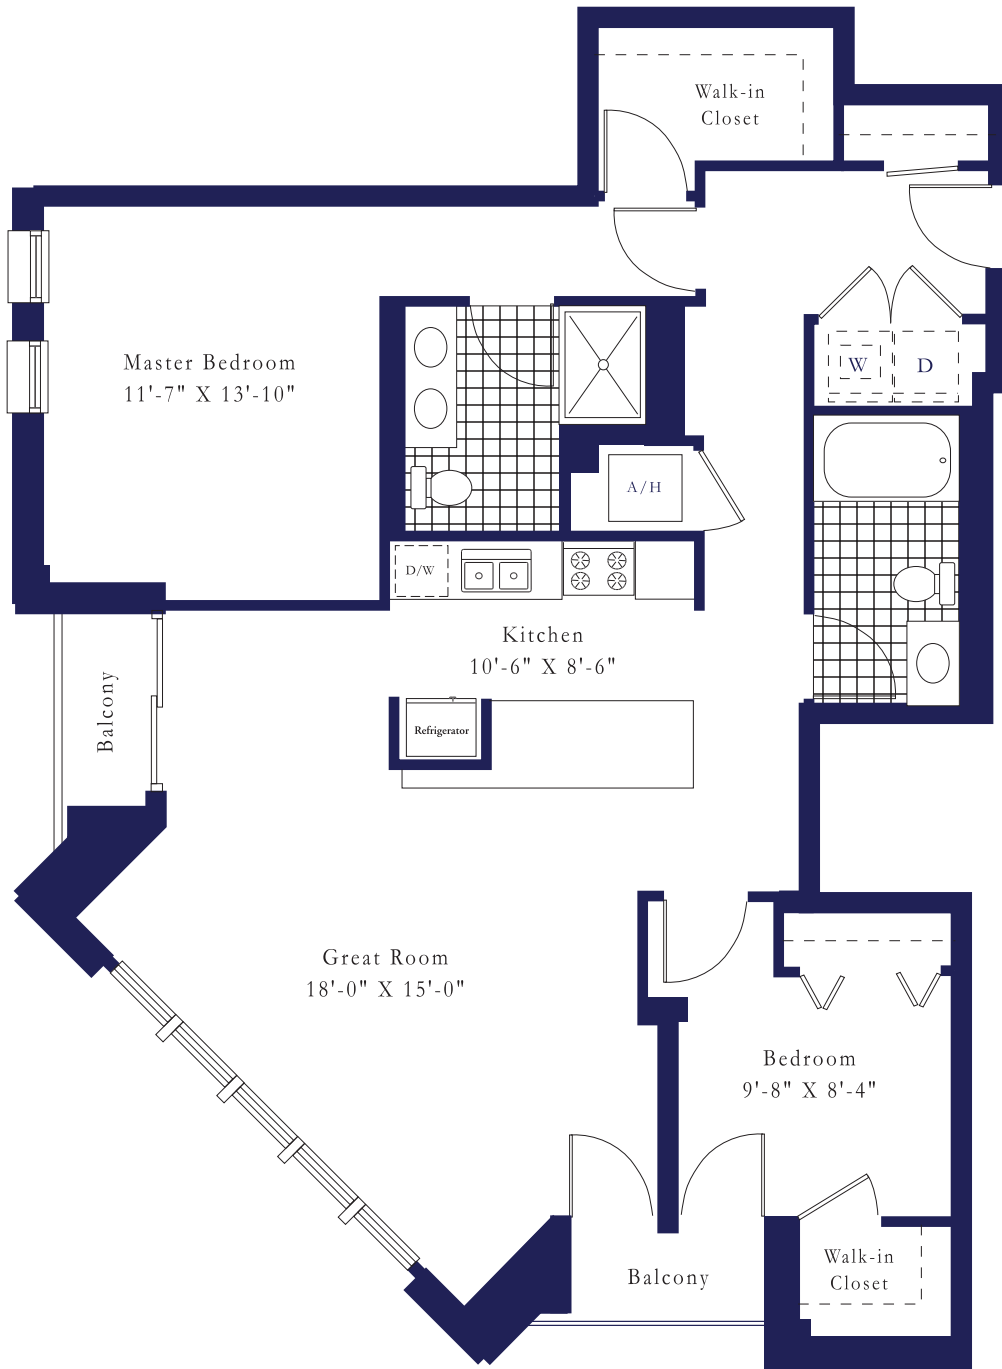 Walk-in
Closet
Master Bedroom
11'-7" X 13'-10"
W
D
A/H
D/W
Kitchen
10'-6" X 8'-6"
Balcony
Refrigerator
Great Room
18'-0" X 15'-0"
Bedroom
9'-8" X 8'-4"
Walk-in
Closet
Balcony